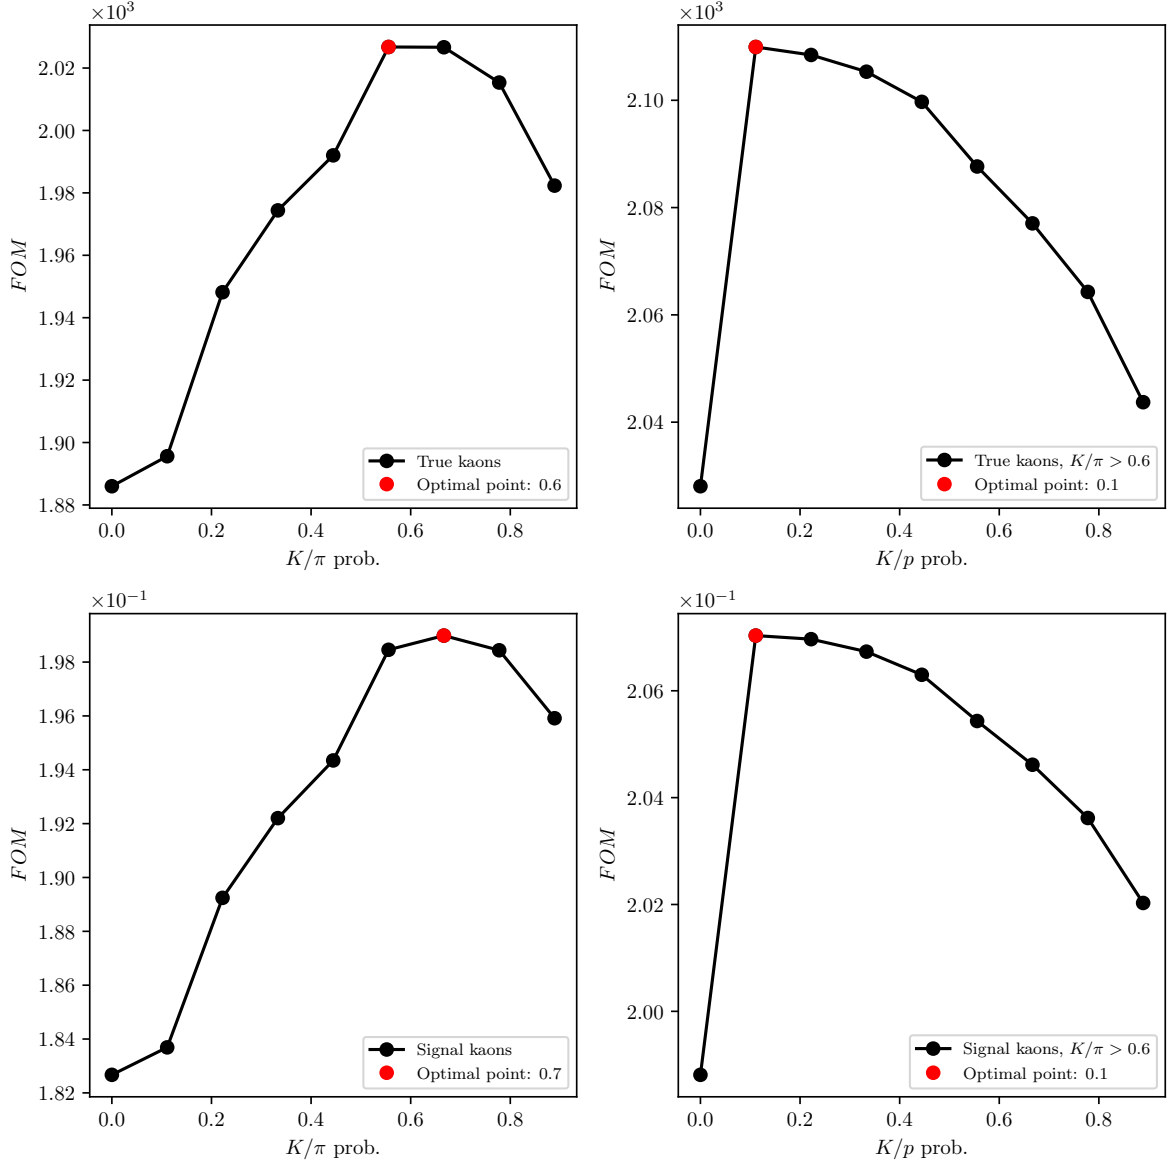 ×10³
2.02
2.00
1.98
1.96
1.94
1.92
1.90
1.88
FOM
0.0 0.2 0.4 0.6 0.8
K/π prob.
True kaons
Optimal point: 0.6
×10³
2.10
2.08
2.06
2.04
FOM
0.0 0.2 0.4 0.6 0.8
K/p prob.
True kaons, K/π > 0.6
Optimal point: 0.1
×10⁻¹
1.98
1.96
1.94
1.92
1.90
1.88
1.86
1.84
1.82
FOM
0.0 0.2 0.4 0.6 0.8
K/π prob.
Signal kaons
Optimal point: 0.7
×10⁻¹
2.06
2.04
2.02
2.00
FOM
0.0 0.2 0.4 0.6 0.8
K/p prob.
Signal kaons, K/π > 0.6
Optimal point: 0.1